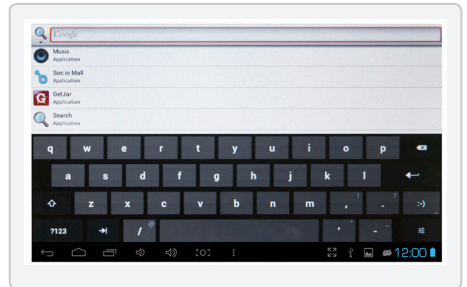 Google
Music
Application
Soc.io Mall
Application
GetJar
Application
Search
Application
q w e r t y u i o p
a s d f g h j k l
z x c v b n m , ! . ? :-)
?123 / ' " - _
12:00